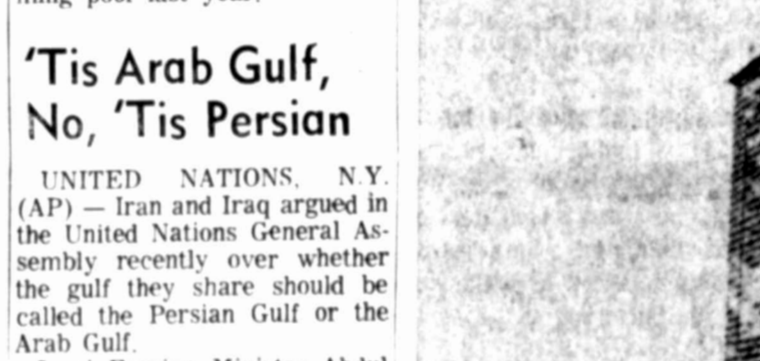 'Tis Arab Gulf,
No, 'Tis Persian
UNITED NATIONS, N.Y.
(AP) — Iran and Iraq argued in
the United Nations General As-
sembly recently over whether
the gulf they share should be
called the Persian Gulf or the
Arab Gulf.